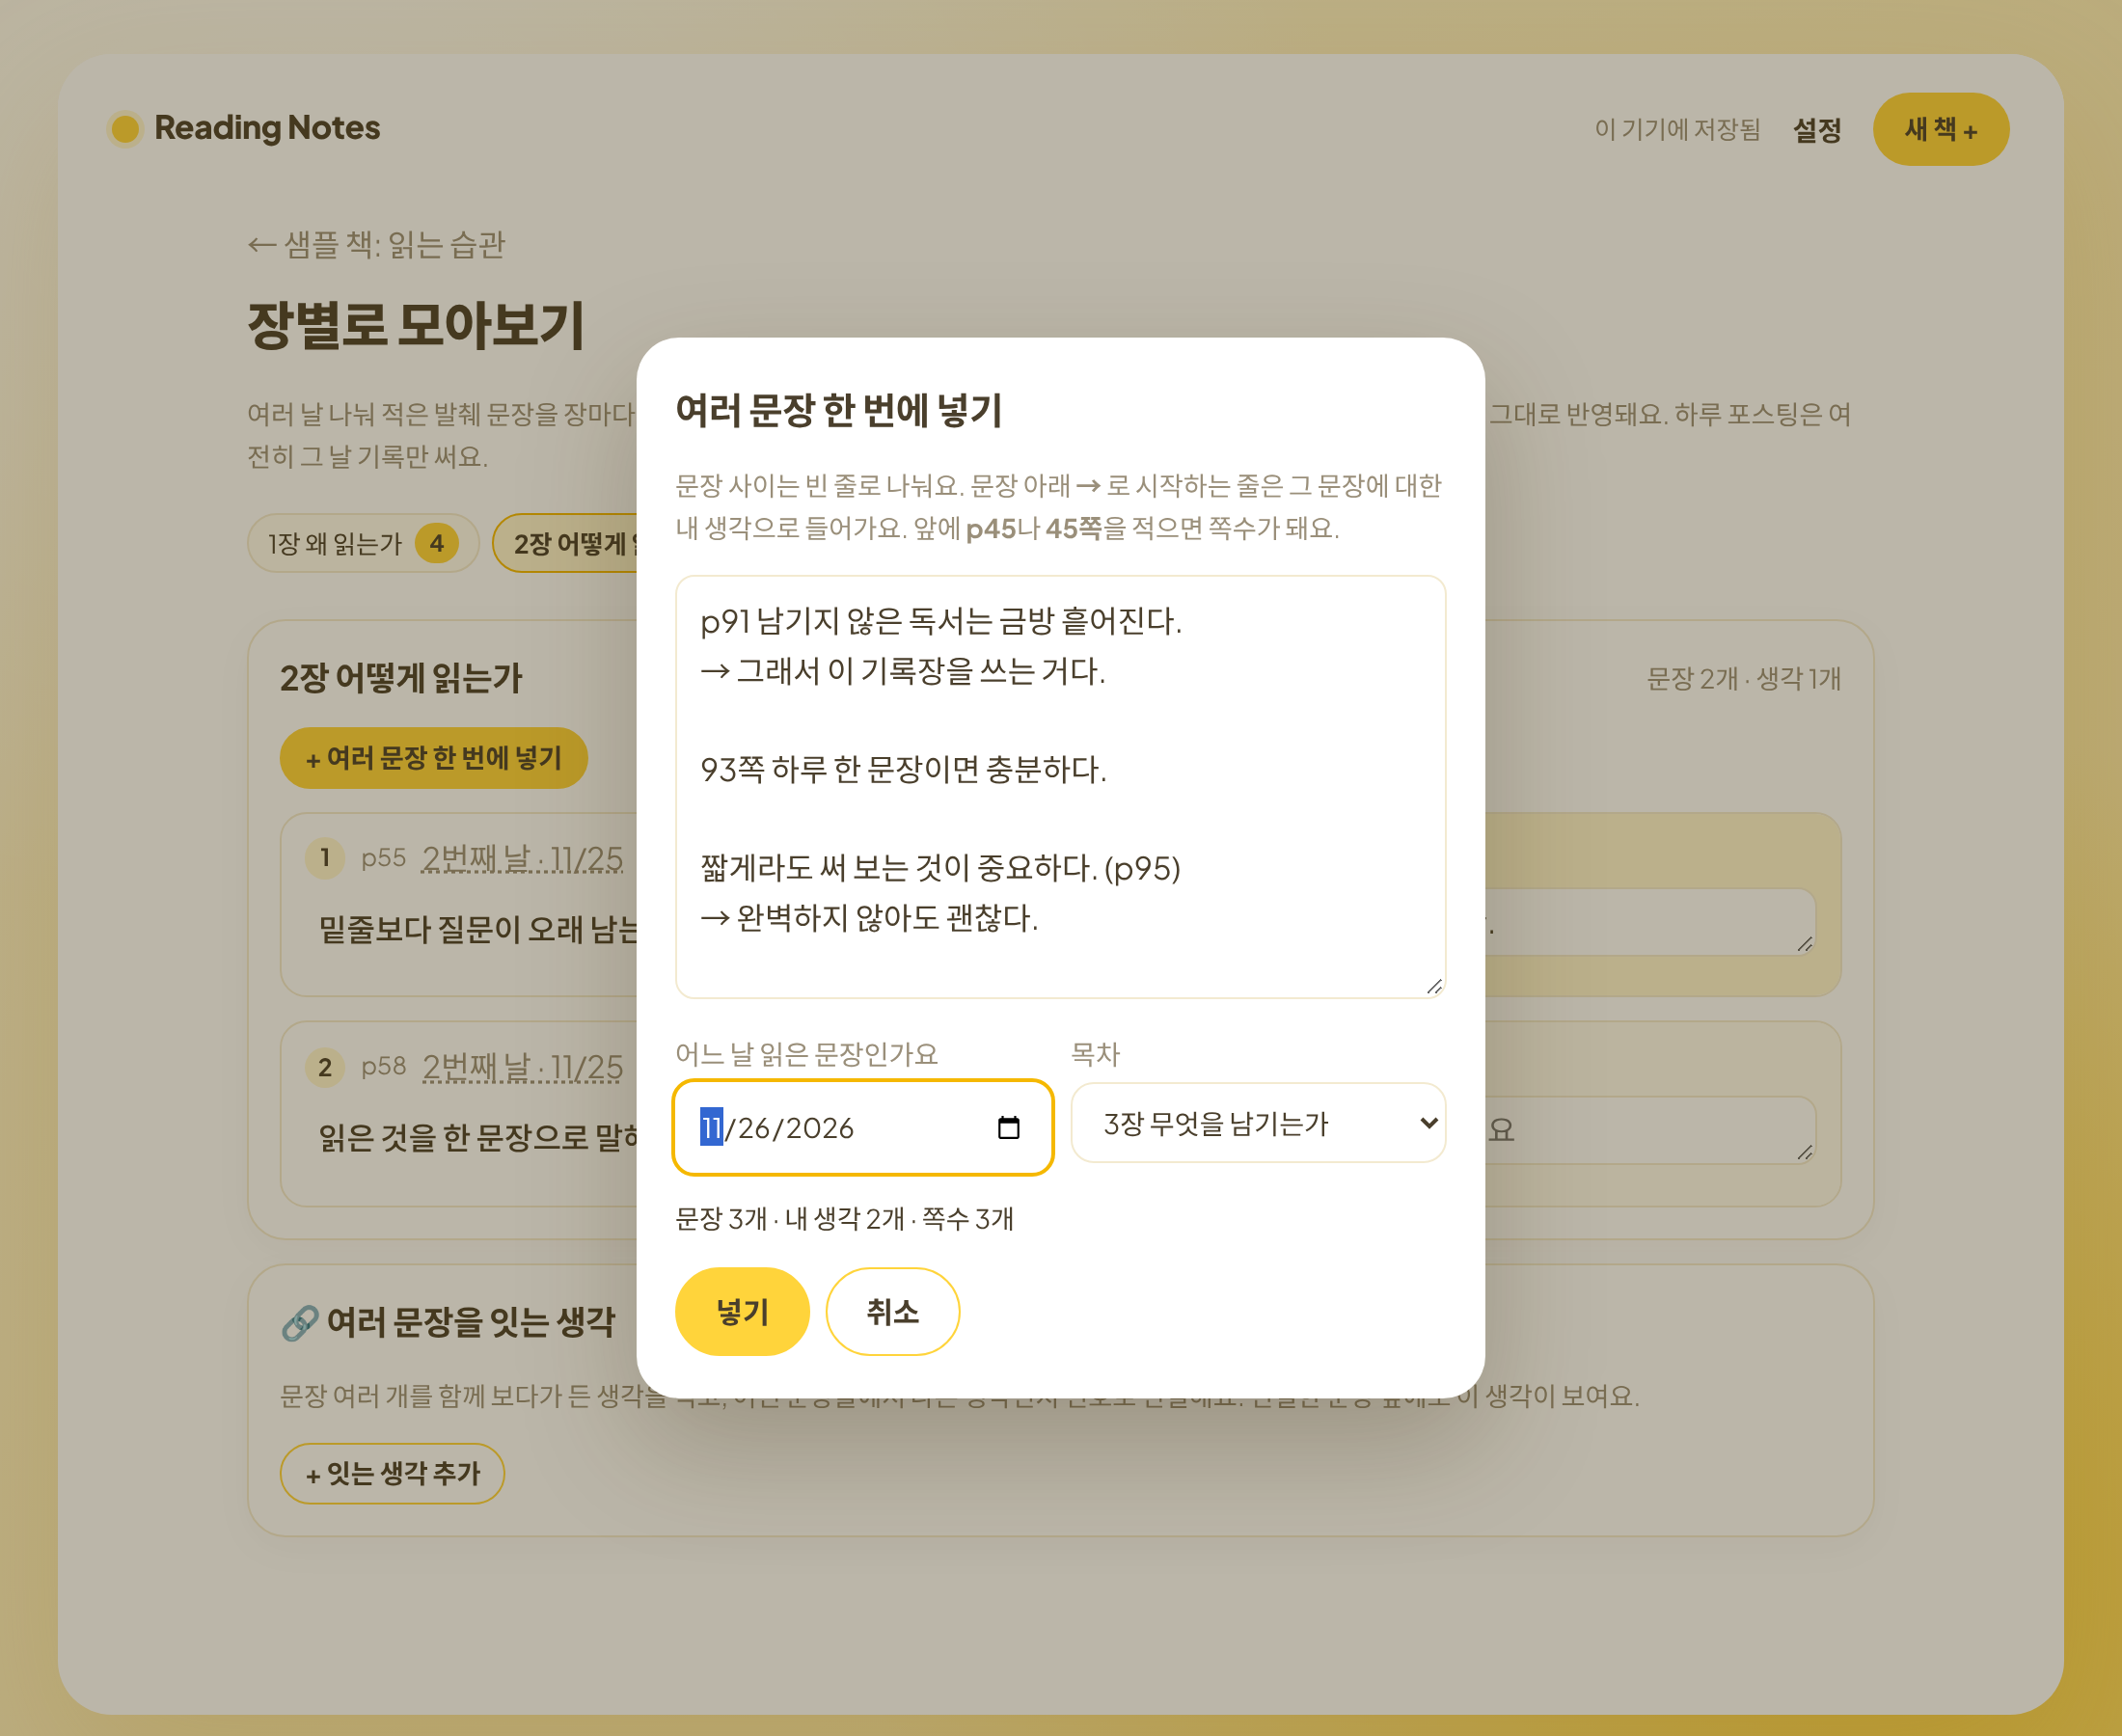 Reading Notes
이 기기에 저장됨 설정 새 책 +
← 샘플 책: 읽는 습관
장별로 모아보기
여러 날 나눠 적은 발췌 문장을 장마다 그대로 반영돼요. 하루 포스팅은 여
전히 그 날 기록만 써요.
1장 왜 읽는가 4 2장 어떻게
2장 어떻게 읽는가
문장 2개 · 생각 1개
+ 여러 문장 한 번에 넣기
1 p55 2번째 날 · 11/25
밑줄보다 질문이 오래 남는
2 p58 2번째 날 · 11/25
읽은 것을 한 문장으로 말하
요
🔗 여러 문장을 잇는 생각
문장 여러 개를 함께 보다가 든 생각을 이 생각이 보여요.
+ 잇는 생각 추가
여러 문장 한 번에 넣기
문장 사이는 빈 줄로 나눠요. 문장 아래 → 로 시작하는 줄은 그 문장에 대한
내 생각으로 들어가요. 앞에 p45나 45쪽을 적으면 쪽수가 돼요.
p91 남기지 않은 독서는 금방 흩어진다.
→ 그래서 이 기록장을 쓰는 거다.
93쪽 하루 한 문장이면 충분하다.
짧게라도 써 보는 것이 중요하다. (p95)
→ 완벽하지 않아도 괜찮다.
어느 날 읽은 문장인가요 목차
11/26/2026 3장 무엇을 남기는가
문장 3개 · 내 생각 2개 · 쪽수 3개
넣기 취소